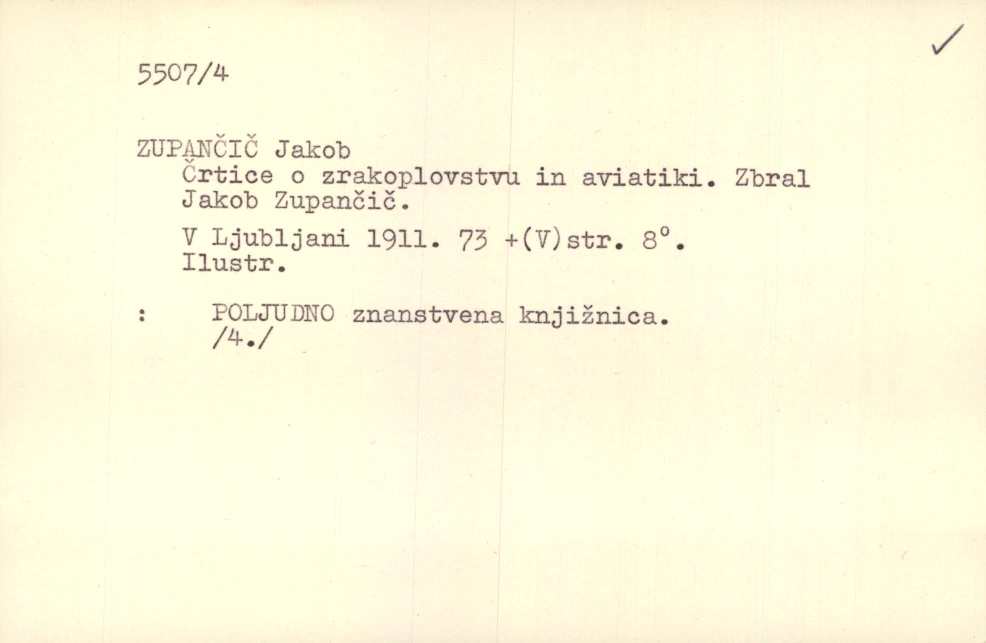 5507/4
ZUPANČIČ Jakob
Črtice o zrakoplovstvu in aviatiki. Zbral
Jakob Zupančič.
V Ljubljani 1911. 73 +(V)str. 8°.
Ilustr.
: POLJUDNO znanstvena knjižnica.
/4./